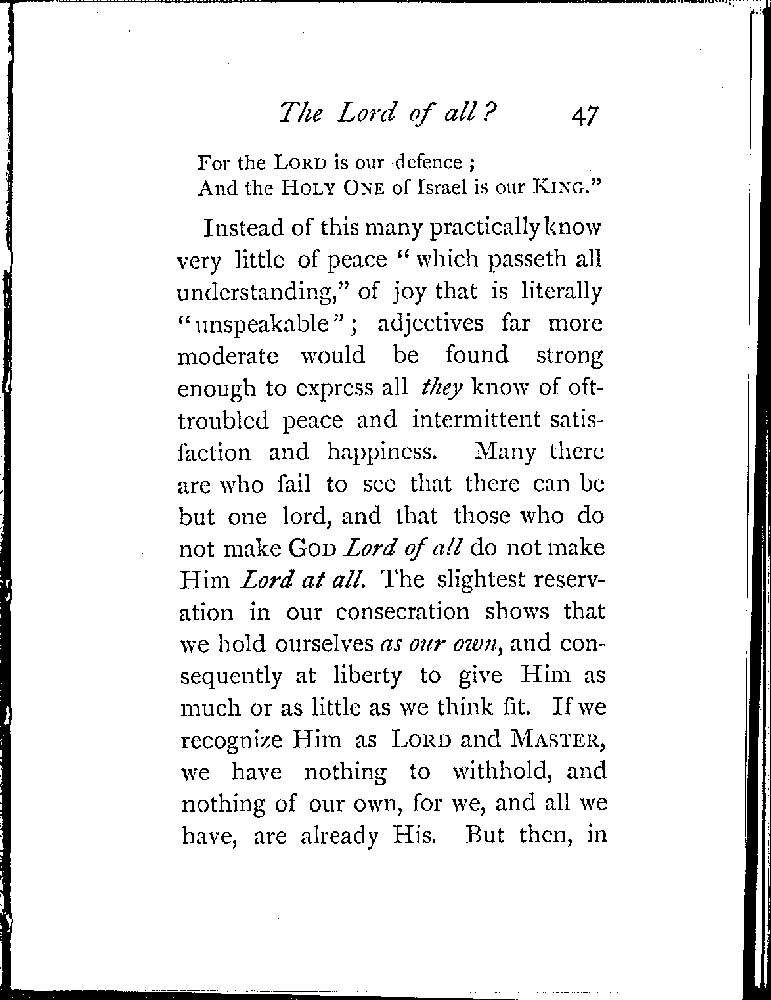 The Lord of all? 47
For the LORD is our defence;
And the HOLY ONE of Israel is our KING."
Instead of this many practically know
very little of peace "which passeth all
understanding," of joy that is literally
"unspeakable"; adjectives far more
moderate would be found strong
enough to express all they know of oft-
troubled peace and intermittent satis-
faction and happiness. Many there
are who fail to see that there can be
but one lord, and that those who do
not make GOD Lord of all do not make
Him Lord at all. The slightest reserv-
ation in our consecration shows that
we hold ourselves as our own, and con-
sequently at liberty to give Him as
much or as little as we think fit. If we
recognize Him as LORD and MASTER,
we have nothing to withhold, and
nothing of our own, for we, and all we
have, are already His. But then, in